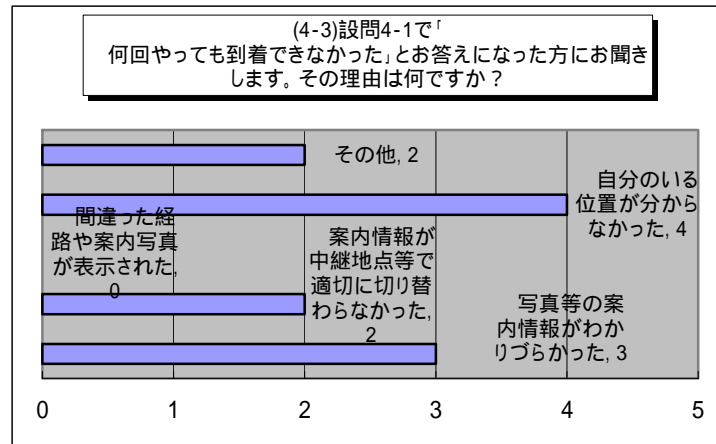 (4-3)設問4-1で「
何回やっても到着できなかった」とお答えになった方にお聞き
します。その理由は何ですか？
その他, 2
自分のいる
位置が分から
なかった, 4
間違った経
路や案内写真
が表示された,
0
案内情報が
中継地点等で
適切に切り替
わらなかった,
2
写真等の案
内情報がわか
りづらかった, 3
0 1 2 3 4 5